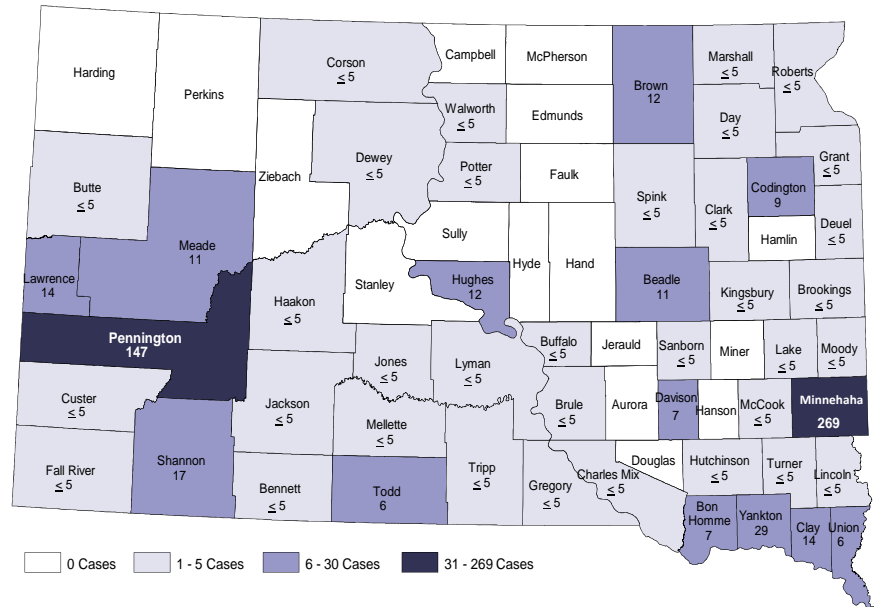 Harding
Perkins
Corson
≤ 5
Campbell
McPherson
Brown
12
Marshall
≤ 5
Roberts
≤ 5
Walworth
≤ 5
Edmunds
Day
≤ 5
Butte
≤ 5
Ziebach
Dewey
≤ 5
Potter
≤ 5
Faulk
Spink
≤ 5
Clark
≤ 5
Codington
9
Grant
≤ 5
Deuel
≤ 5
Hamlin
Meade
11
Lawrence
14
Sully
Stanley
Hughes
12
Hyde
Hand
Beadle
11
Kingsbury
≤ 5
Brookings
≤ 5
Haakon
≤ 5
Pennington
147
Jones
≤ 5
Lyman
≤ 5
Buffalo
≤ 5
Jerauld
Sanborn
≤ 5
Miner
Lake
≤ 5
Moody
≤ 5
Custer
≤ 5
Jackson
≤ 5
Mellette
≤ 5
Brule
≤ 5
Aurora
Davison
7
Hanson
McCook
≤ 5
Minnehaha
269
Fall River
≤ 5
Shannon
17
Bennett
≤ 5
Todd
6
Tripp
≤ 5
Gregory
≤ 5
Charles Mix
≤ 5
Douglas
Hutchinson
≤ 5
Turner
≤ 5
Lincoln
≤ 5
Bon
Homme
7
Yankton
29
Clay
14
Union
6
0 Cases
1 - 5 Cases
6 - 30 Cases
31 - 269 Cases